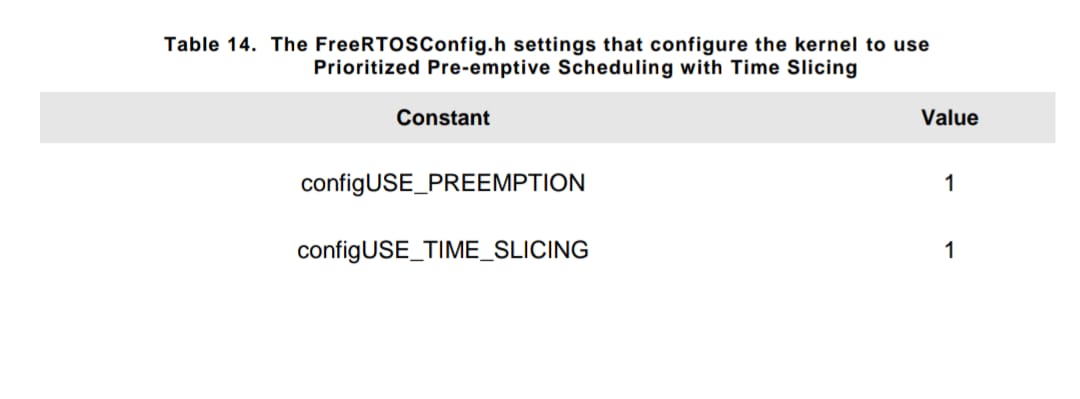 Table 14. The FreeRTOSConfig.h settings that configure the kernel to use
Prioritized Pre-emptive Scheduling with Time Slicing
Constant Value
configUSE_PREEMPTION 1
configUSE_TIME_SLICING 1